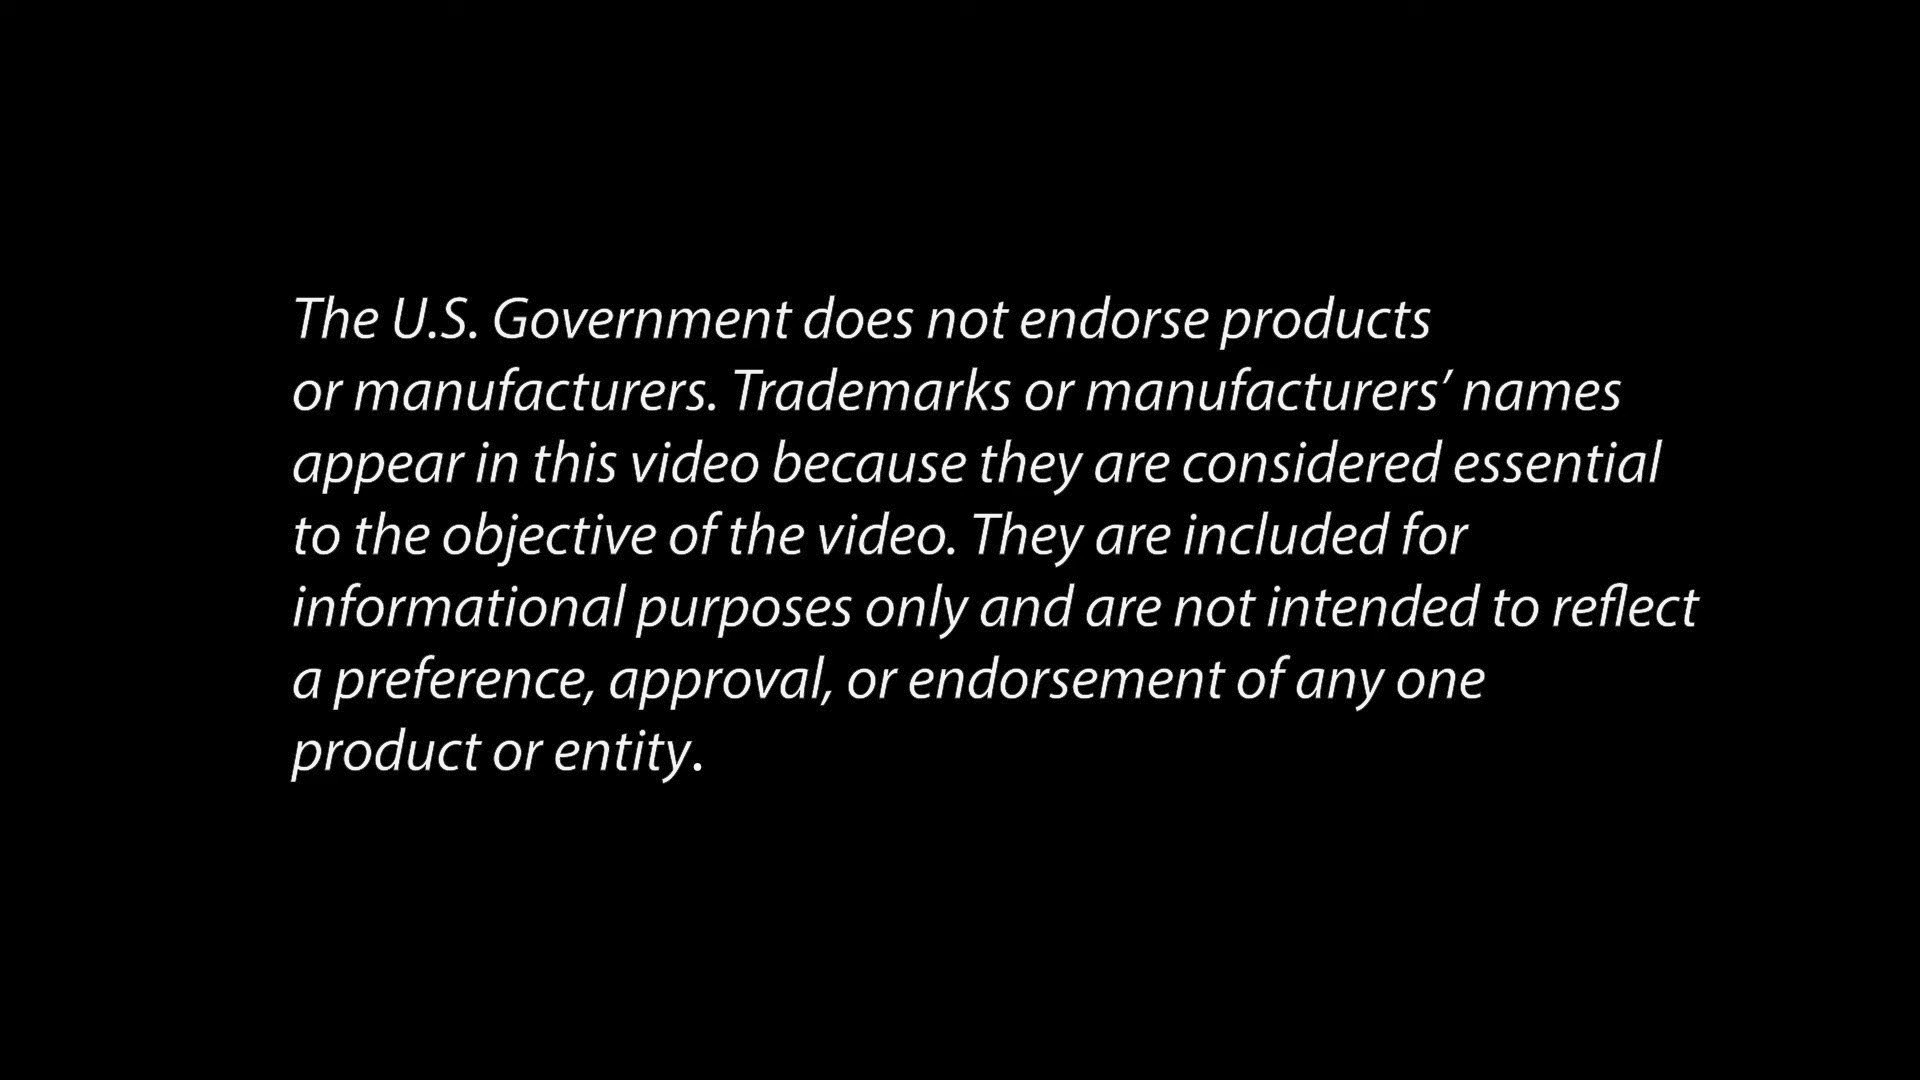 The U.S. Government does not endorse products
or manufacturers. Trademarks or manufacturers’ names
appear in this video because they are considered essential
to the objective of the video. They are included for
informational purposes only and are not intended to reflect
a preference, approval, or endorsement of any one
product or entity.